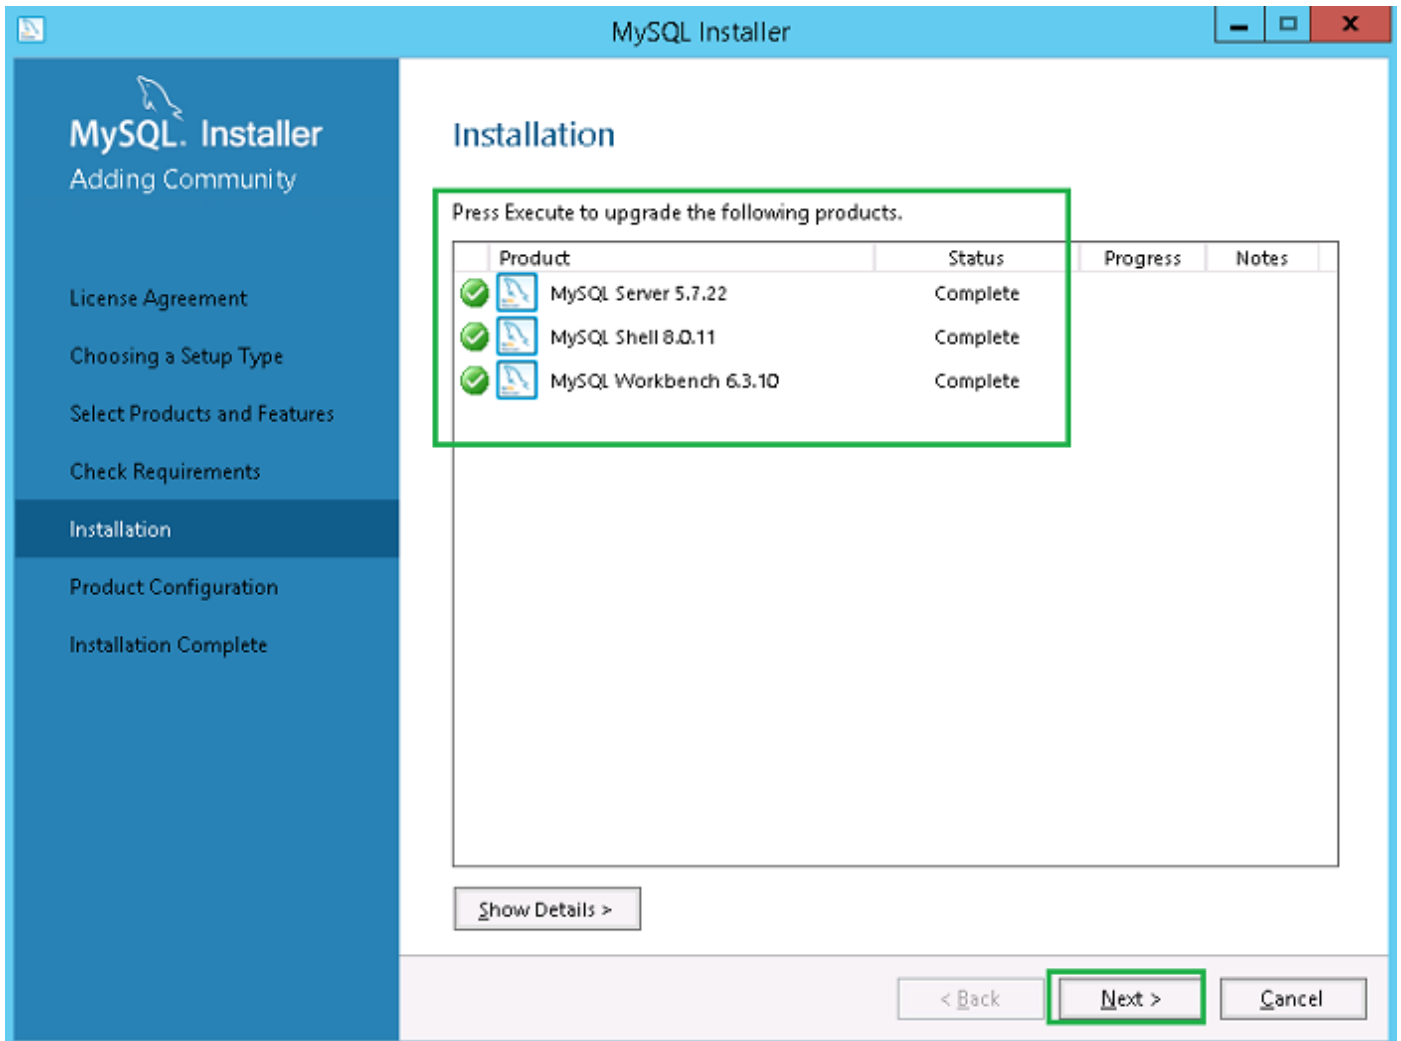 MySQL Installer
MySQL. Installer
Adding Community
License Agreement
Choosing a Setup Type
Select Products and Features
Check Requirements
Installation
Product Configuration
Installation Complete
Installation
Press Execute to upgrade the following products.
Product Status Progress Notes
MySQL Server 5.7.22 Complete
MySQL Shell 8.0.11 Complete
MySQL Workbench 6.3.10 Complete
Show Details >
< Back Next > Cancel